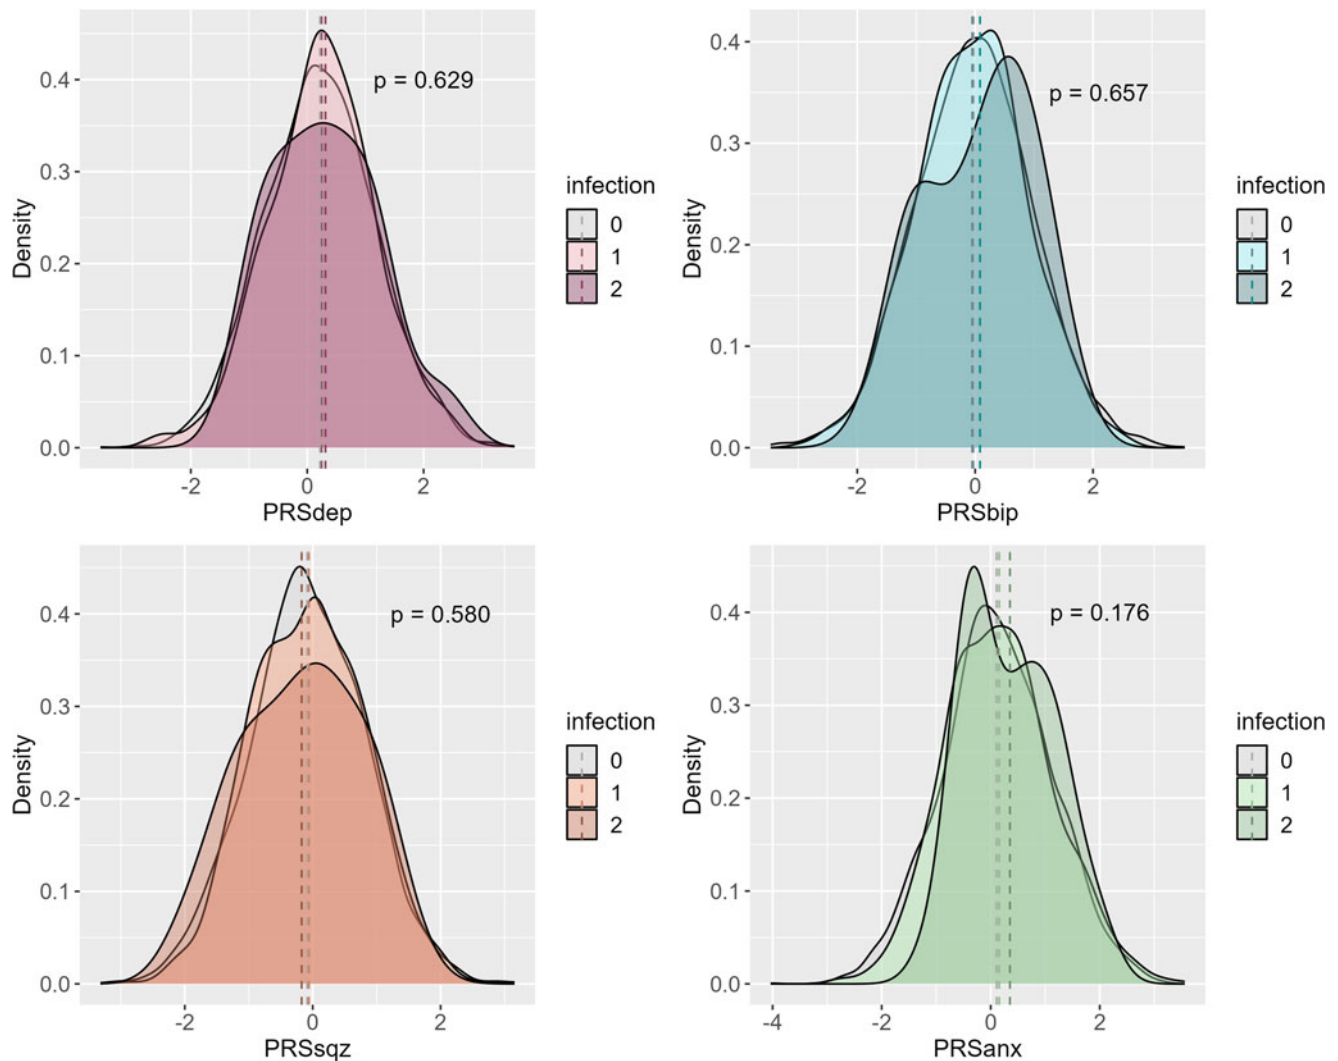 p = 0.629
Density
0.4
0.3
0.2
0.1
0.0
-2
0
2
PRSdep
infection
0
1
2
p = 0.657
Density
0.4
0.3
0.2
0.1
0.0
-2
0
2
PRSbip
infection
0
1
2
p = 0.580
Density
0.4
0.3
0.2
0.1
0.0
-2
0
2
PRSsqz
infection
0
1
2
p = 0.176
Density
0.4
0.3
0.2
0.1
0.0
-4
-2
0
2
PRSanx
infection
0
1
2